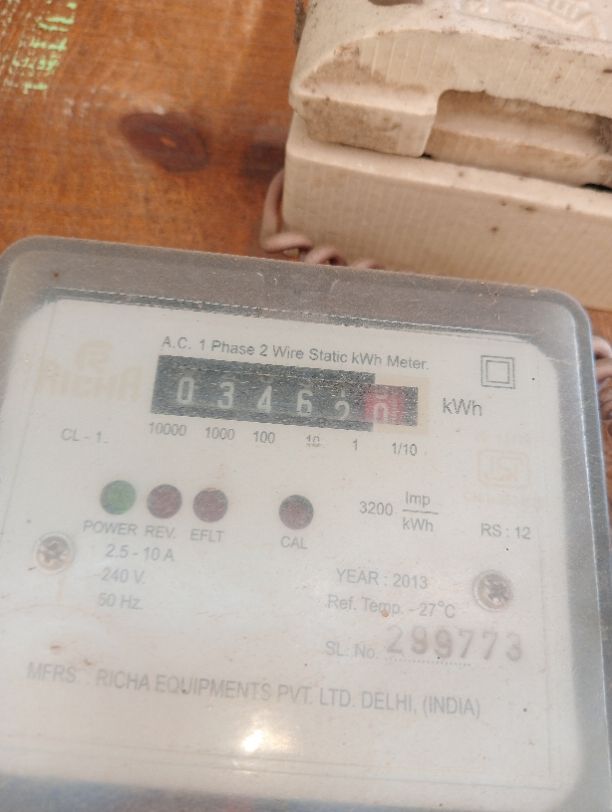 A.C. 1 Phase 2 Wire Static kWh Meter.
0 3 4 6 2 0 kWh
CL - 1. 10000 1000 100 10 1 1/10
3200 Imp/kWh
POWER REV. EFLT CAL RS : 12
2.5 - 10 A
240 V.
50 Hz.
YEAR : 2013
Ref. Temp. - 27°C
SL. No. 299773
MFRS. : RICHA EQUIPMENTS PVT. LTD. DELHI, (INDIA)